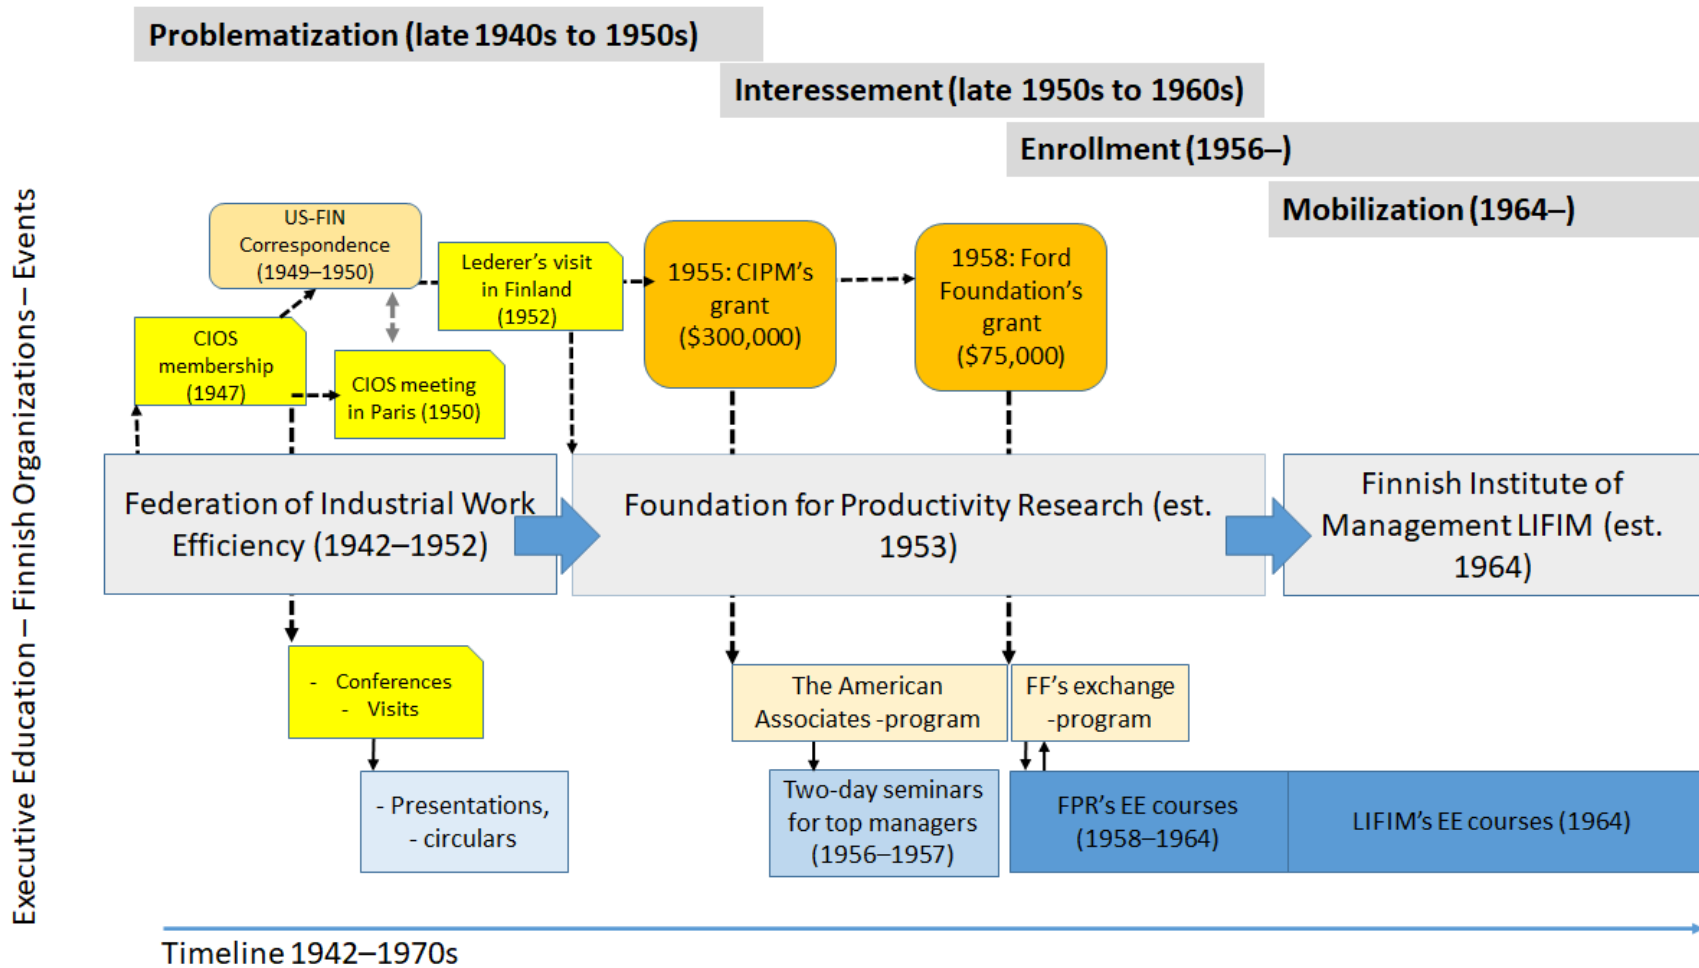 Problematization (late 1940s to 1950s)
Interessement (late 1950s to 1960s)
Enrollment (1956–)
Mobilization (1964–)
Executive Education – Finnish Organizations – Events
US-FIN
Correspondence
(1949–1950)
Lederer’s visit
in Finland
(1952)
1955: CIPM’s
grant
($300,000)
1958: Ford
Foundation’s
grant
($75,000)
CIOS
membership
(1947)
CIOS meeting
in Paris (1950)
Federation of Industrial Work
Efficiency (1942–1952)
Foundation for Productivity Research (est.
1953)
Finnish Institute of
Management LIFIM (est.
1964)
- Conferences
- Visits
The American
Associates -program
FF’s exchange
-program
- Presentations,
- circulars
Two-day seminars
for top managers
(1956–1957)
FPR’s EE courses
(1958–1964)
LIFIM’s EE courses (1964)
Timeline 1942–1970s